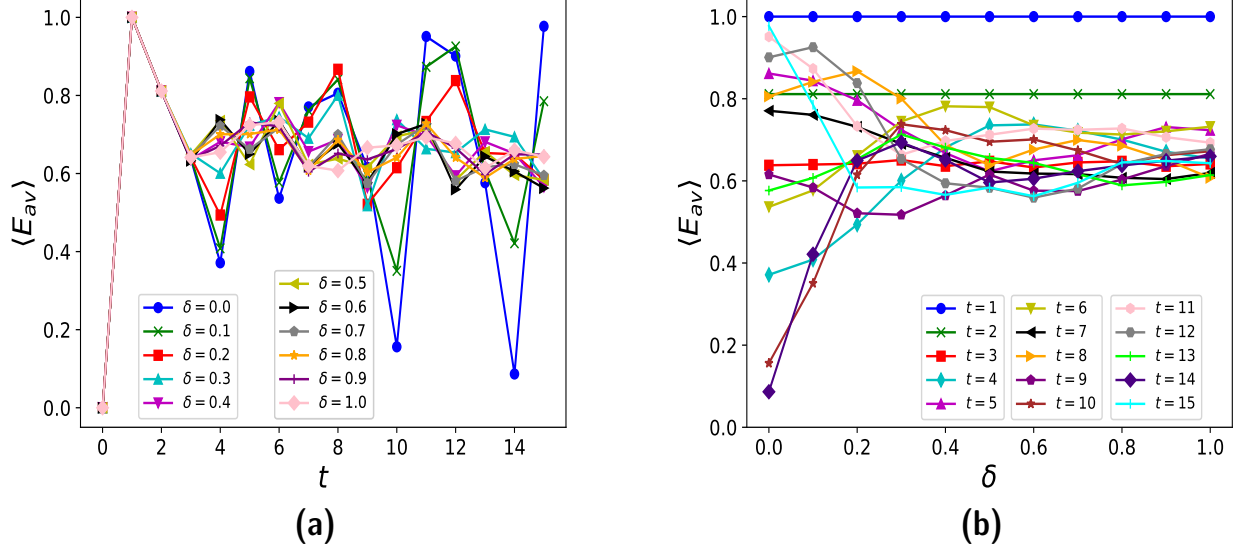 ⟨E_av⟩
1.0
0.8
0.6
0.4
0.2
0.0
0 2 4 6 8 10 12 14
t
δ = 0.0
δ = 0.1
δ = 0.2
δ = 0.3
δ = 0.4
δ = 0.5
δ = 0.6
δ = 0.7
δ = 0.8
δ = 0.9
δ = 1.0
(a)
⟨E_av⟩
1.0
0.8
0.6
0.4
0.2
0.0
0.0 0.2 0.4 0.6 0.8 1.0
δ
t = 1
t = 2
t = 3
t = 4
t = 5
t = 6
t = 7
t = 8
t = 9
t = 10
t = 11
t = 12
t = 13
t = 14
t = 15
(b)